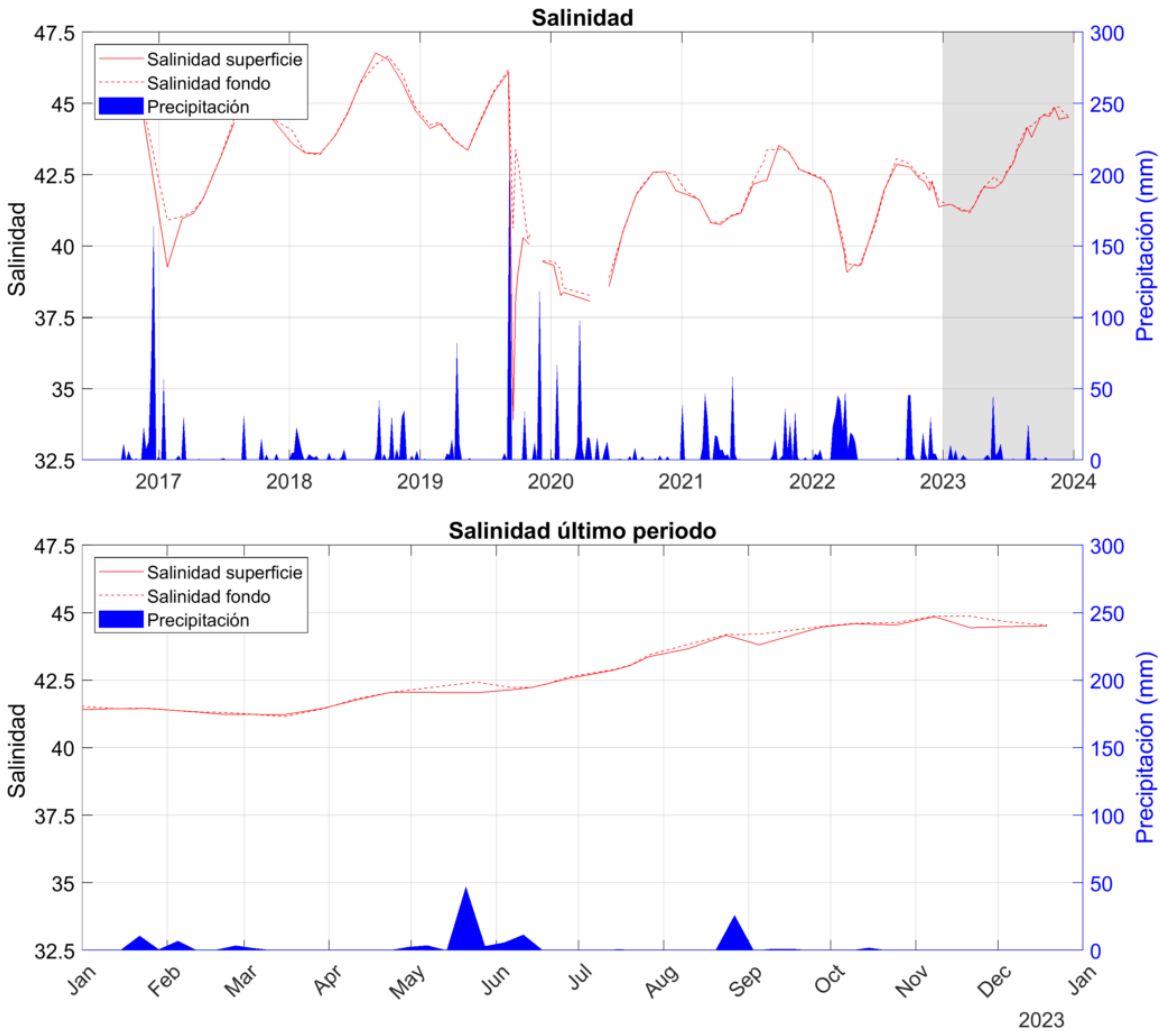 Salinidad
47.5
45
42.5
40
37.5
35
32.5
Salinidad
Salinidad superficie
Salinidad fondo
Precipitación
300
250
200
150
100
50
0
Precipitación (mm)
2017 2018 2019 2020 2021 2022 2023 2024
Salinidad último periodo
47.5
45
42.5
40
37.5
35
32.5
Salinidad
Salinidad superficie
Salinidad fondo
Precipitación
300
250
200
150
100
50
0
Precipitación (mm)
Jan Feb Mar Apr May Jun Jul Aug Sep Oct Nov Dec Jan
2023